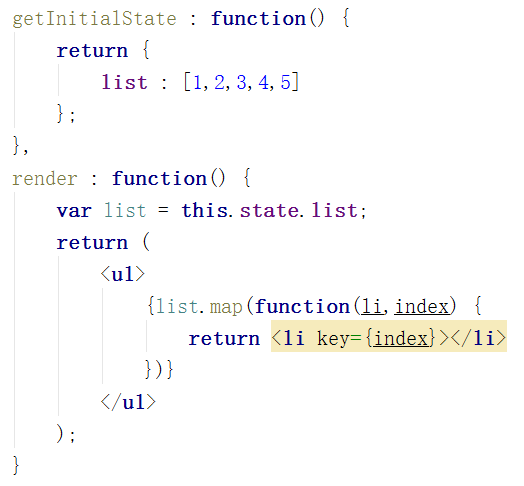 getInitialState : function() {
return {
list : [1,2,3,4,5]
};
},
render : function() {
var list = this.state.list;
return (
<ul>
{list.map(function(li,index) {
return <li key={index}></li>
})}
</ul>
);
}